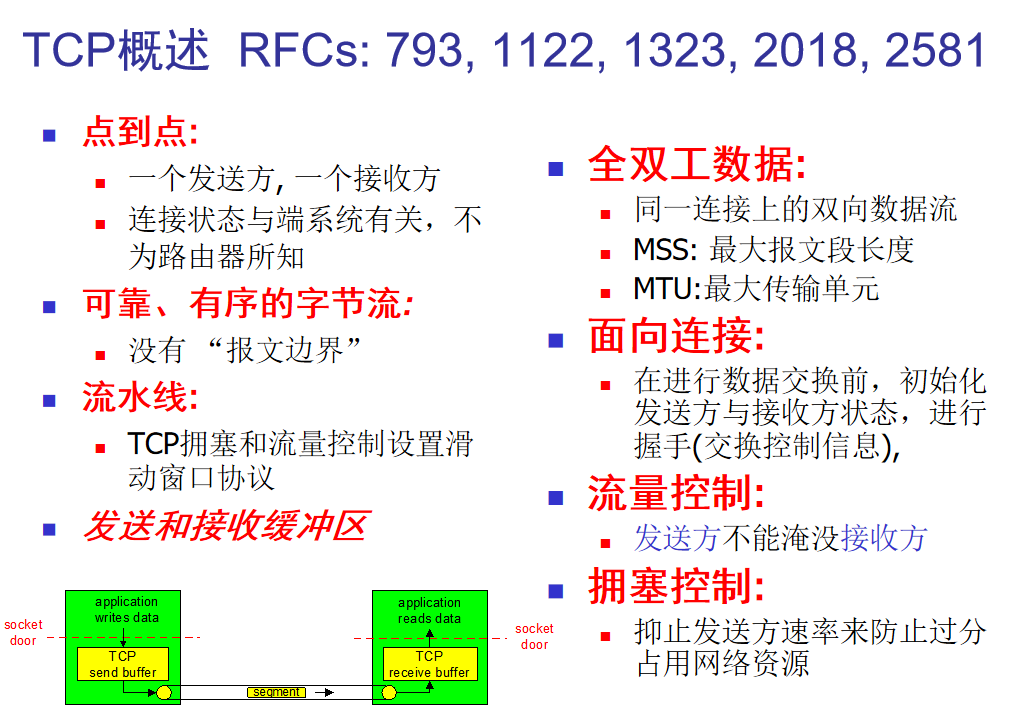 TCP概述 RFCs: 793, 1122, 1323, 2018, 2581
点到点:
一个发送方, 一个接收方
连接状态与端系统有关，不
为路由器所知
可靠、有序的字节流:
没有 “报文边界”
流水线:
TCP拥塞和流量控制设置滑
动窗口协议
发送和接收缓冲区
全双工数据:
同一连接上的双向数据流
MSS: 最大报文段长度
MTU:最大传输单元
面向连接:
在进行数据交换前，初始化
发送方与接收方状态，进行
握手(交换控制信息),
流量控制:
发送方不能淹没接收方
拥塞控制:
抑止发送方速率来防止过分
占用网络资源
socket
door
application
writes data
TCP
send buffer
segment
application
reads data
TCP
receive buffer
socket
door